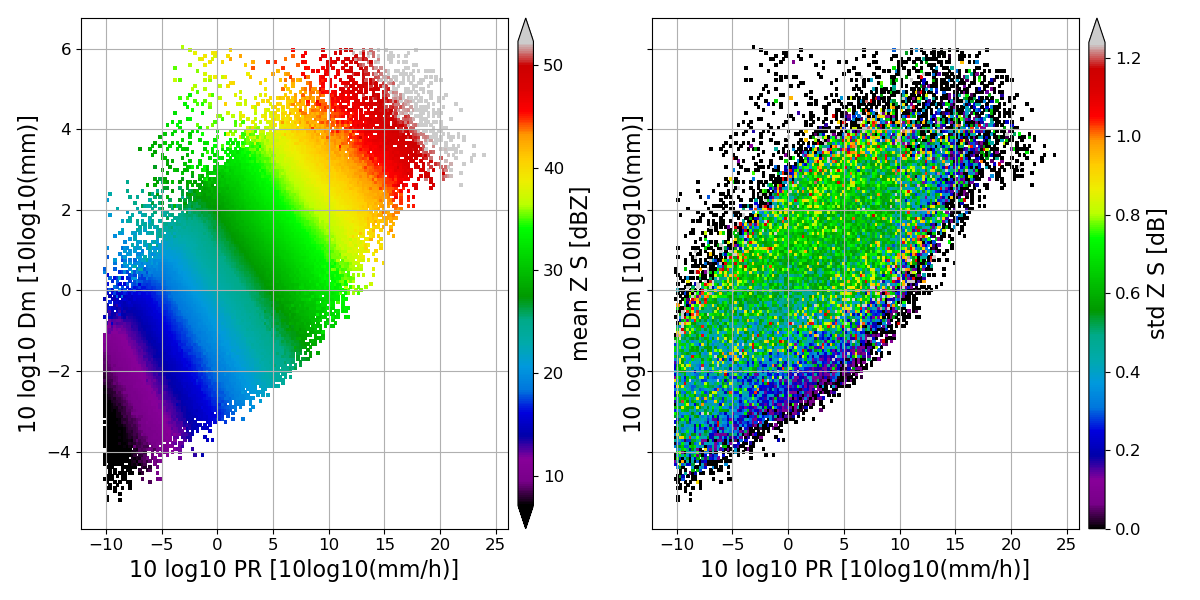 6
4
2
0
−2
−4
10 log10 Dm [10log10(mm)]
−10 −5 0 5 10 15 20 25
10 log10 PR [10log10(mm/h)]
50
40
30
20
10
mean Z S [dBZ]
10 log10 Dm [10log10(mm)]
−10 −5 0 5 10 15 20 25
10 log10 PR [10log10(mm/h)]
1.2
1.0
0.8
0.6
0.4
0.2
0.0
std Z S [dB]